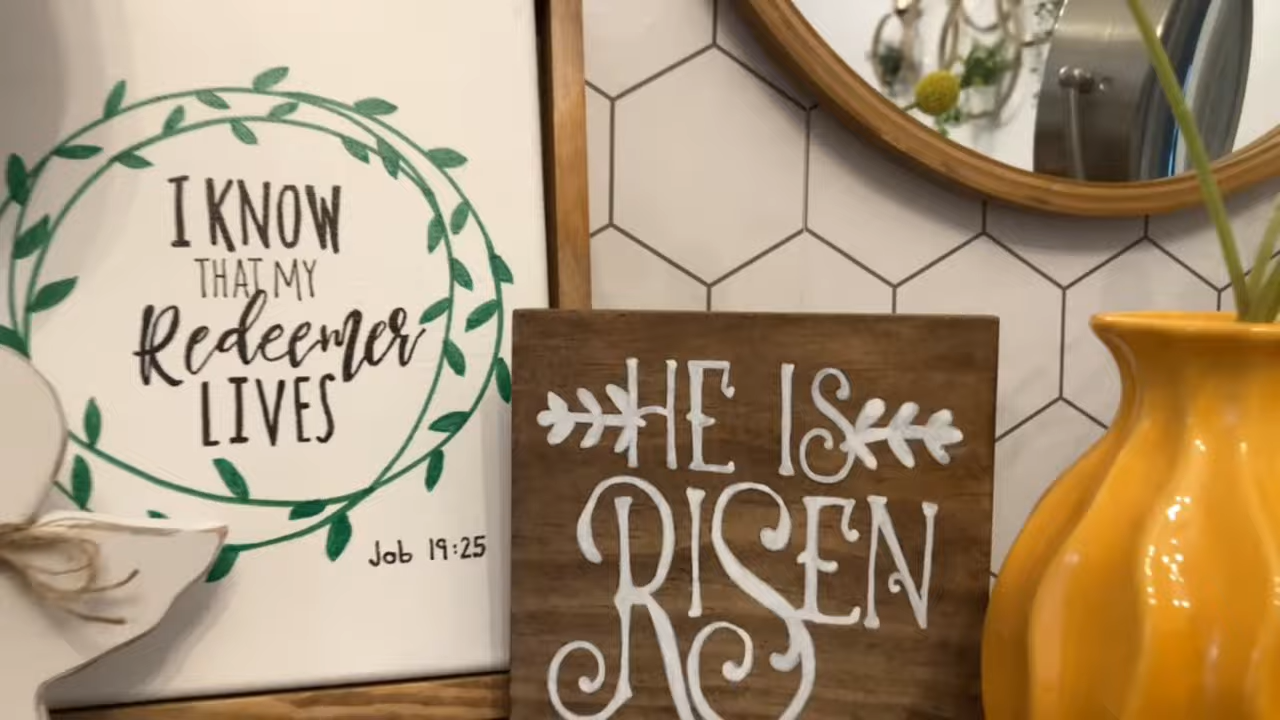 I KNOW
THAT MY
Redeemer
LIVES
Job 19:25
HE IS
RISEN